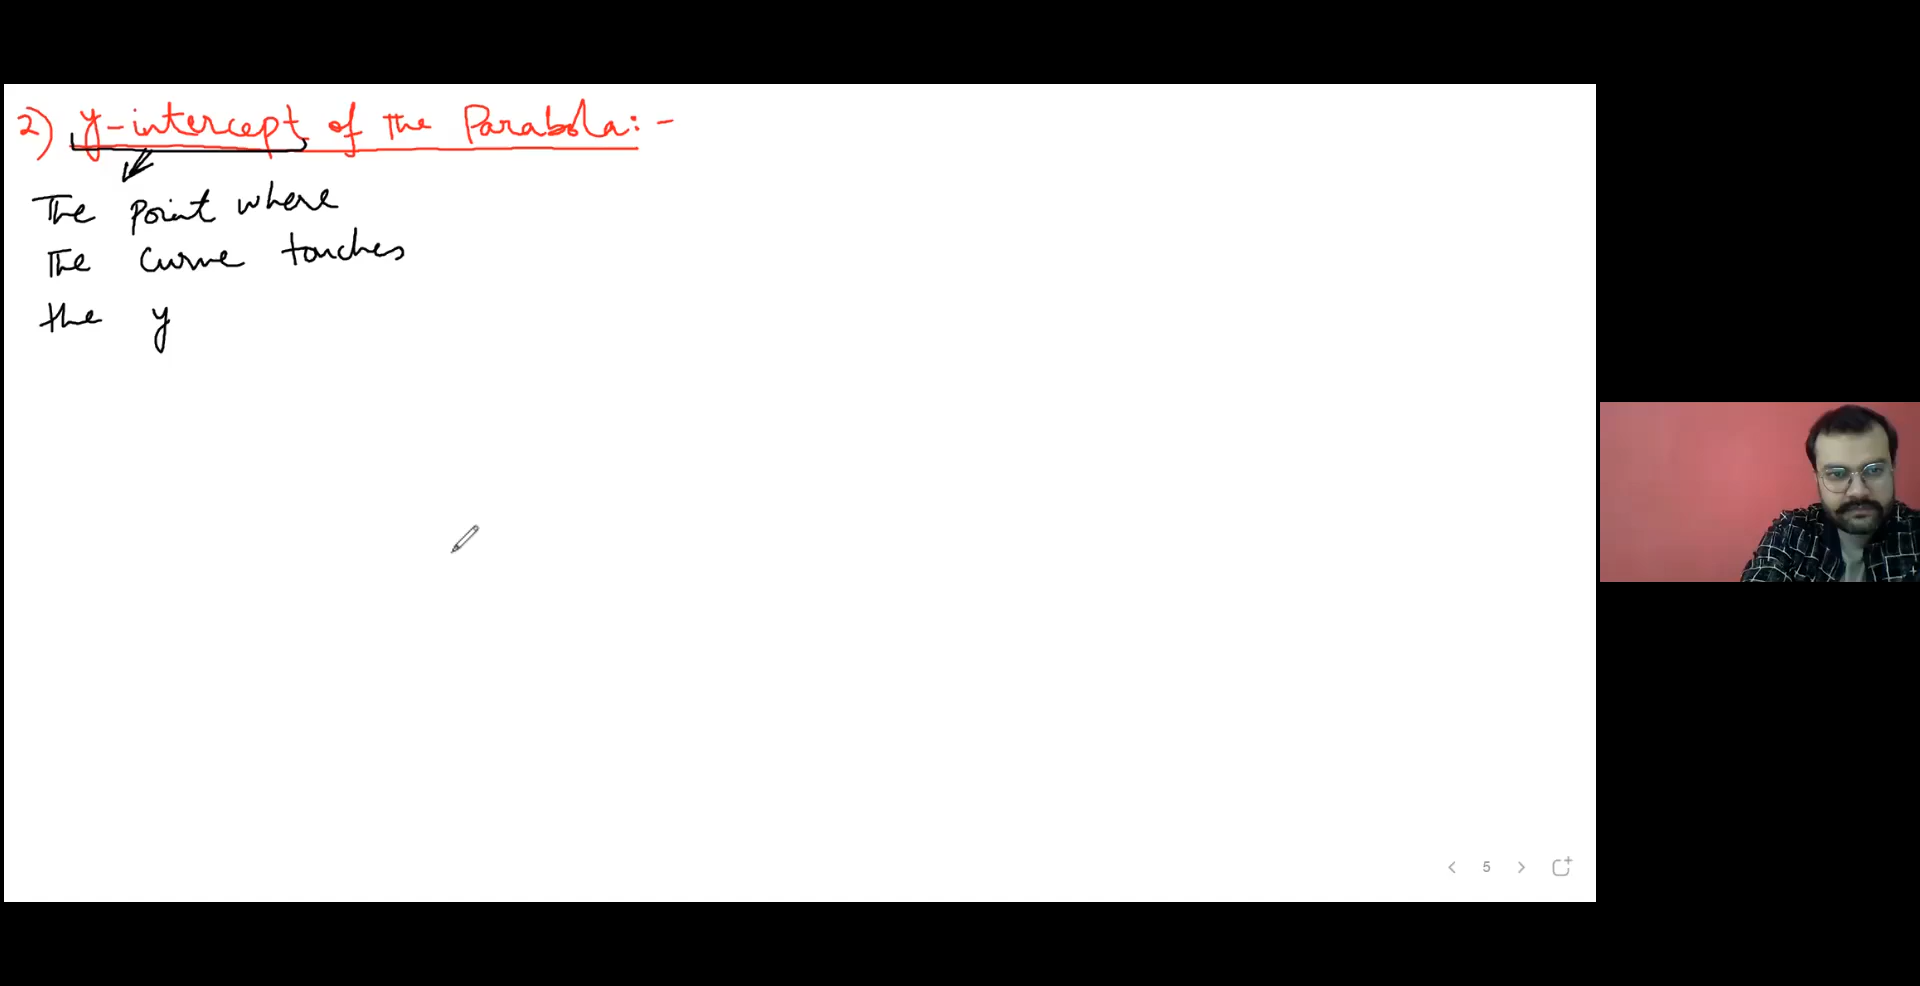 2) y-intercept of the Parabola:-
The point where
The curve touches
the y
5